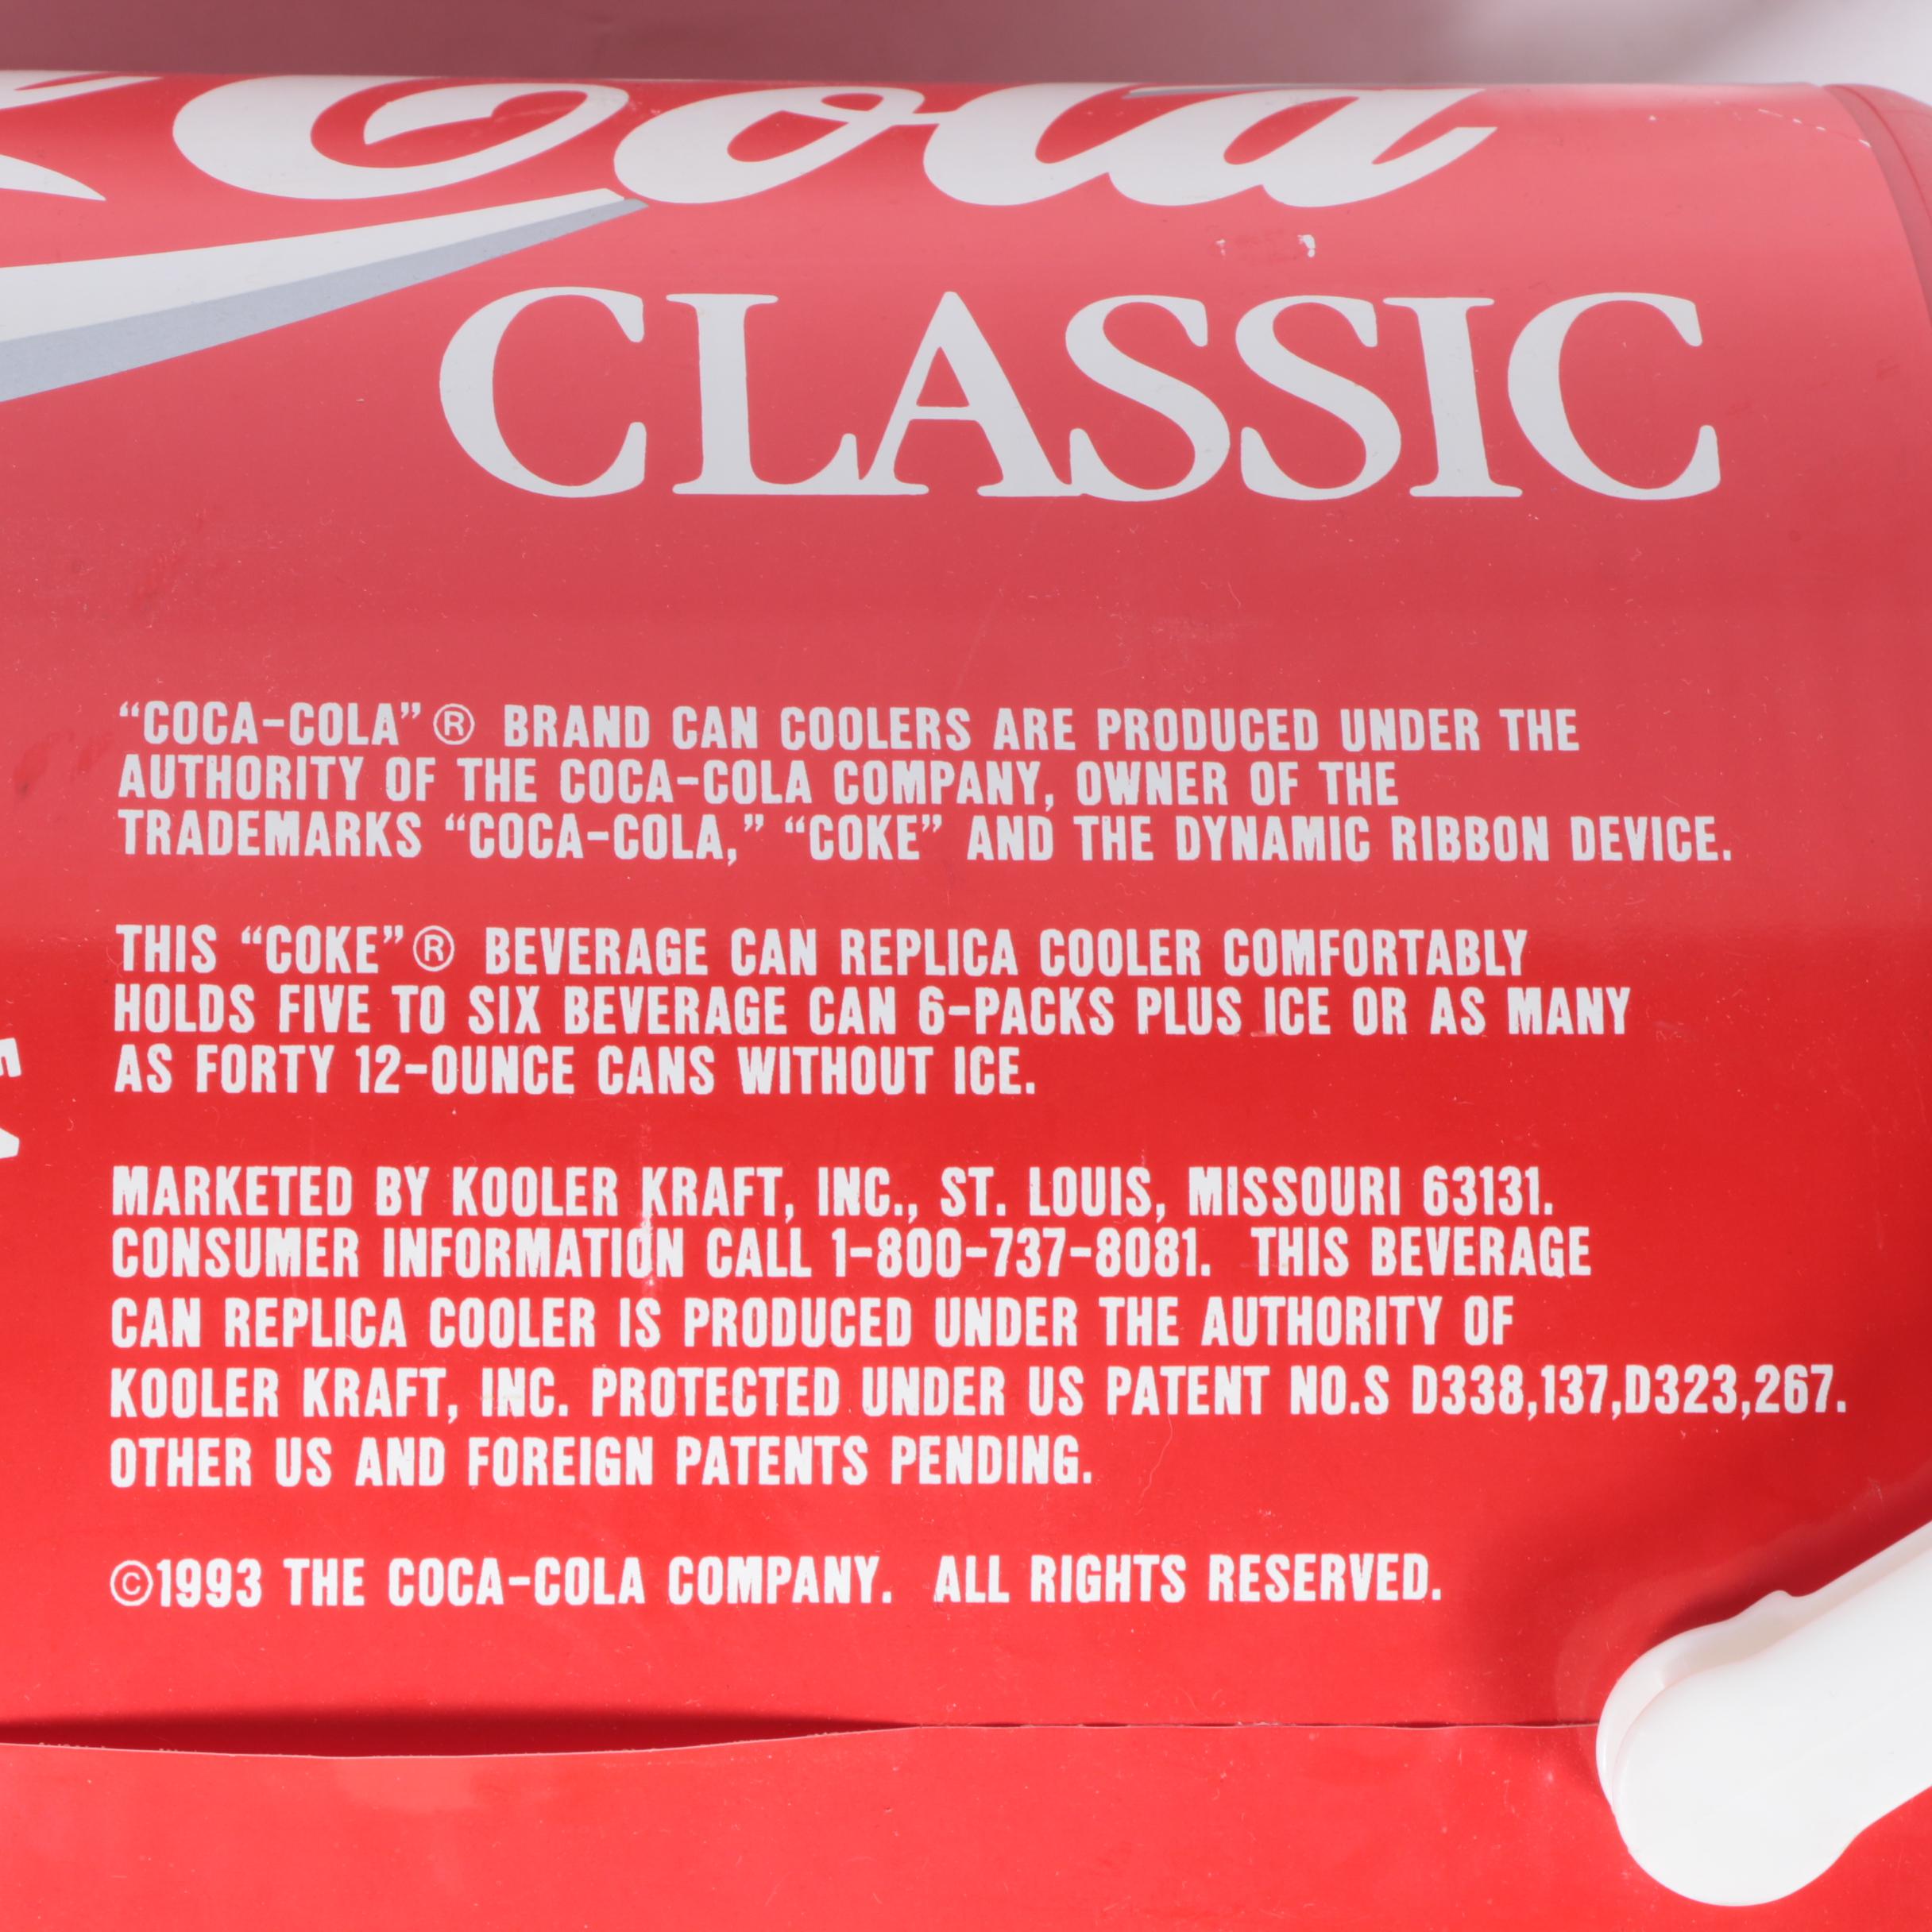 Cola
CLASSIC
“COCA-COLA”® BRAND CAN COOLERS ARE PRODUCED UNDER THE
AUTHORITY OF THE COCA-COLA COMPANY, OWNER OF THE
TRADEMARKS “COCA-COLA,” “COKE” AND THE DYNAMIC RIBBON DEVICE.
THIS “COKE”® BEVERAGE CAN REPLICA COOLER COMFORTABLY
HOLDS FIVE TO SIX BEVERAGE CAN 6-PACKS PLUS ICE OR AS MANY
AS FORTY 12-OUNCE CANS WITHOUT ICE.
MARKETED BY KOOLER KRAFT, INC., ST. LOUIS, MISSOURI 63131.
CONSUMER INFORMATION CALL 1-800-737-8081. THIS BEVERAGE
CAN REPLICA COOLER IS PRODUCED UNDER THE AUTHORITY OF
KOOLER KRAFT, INC. PROTECTED UNDER US PATENT NO.S D338,137,D323,267.
OTHER US AND FOREIGN PATENTS PENDING.
©1993 THE COCA-COLA COMPANY. ALL RIGHTS RESERVED.